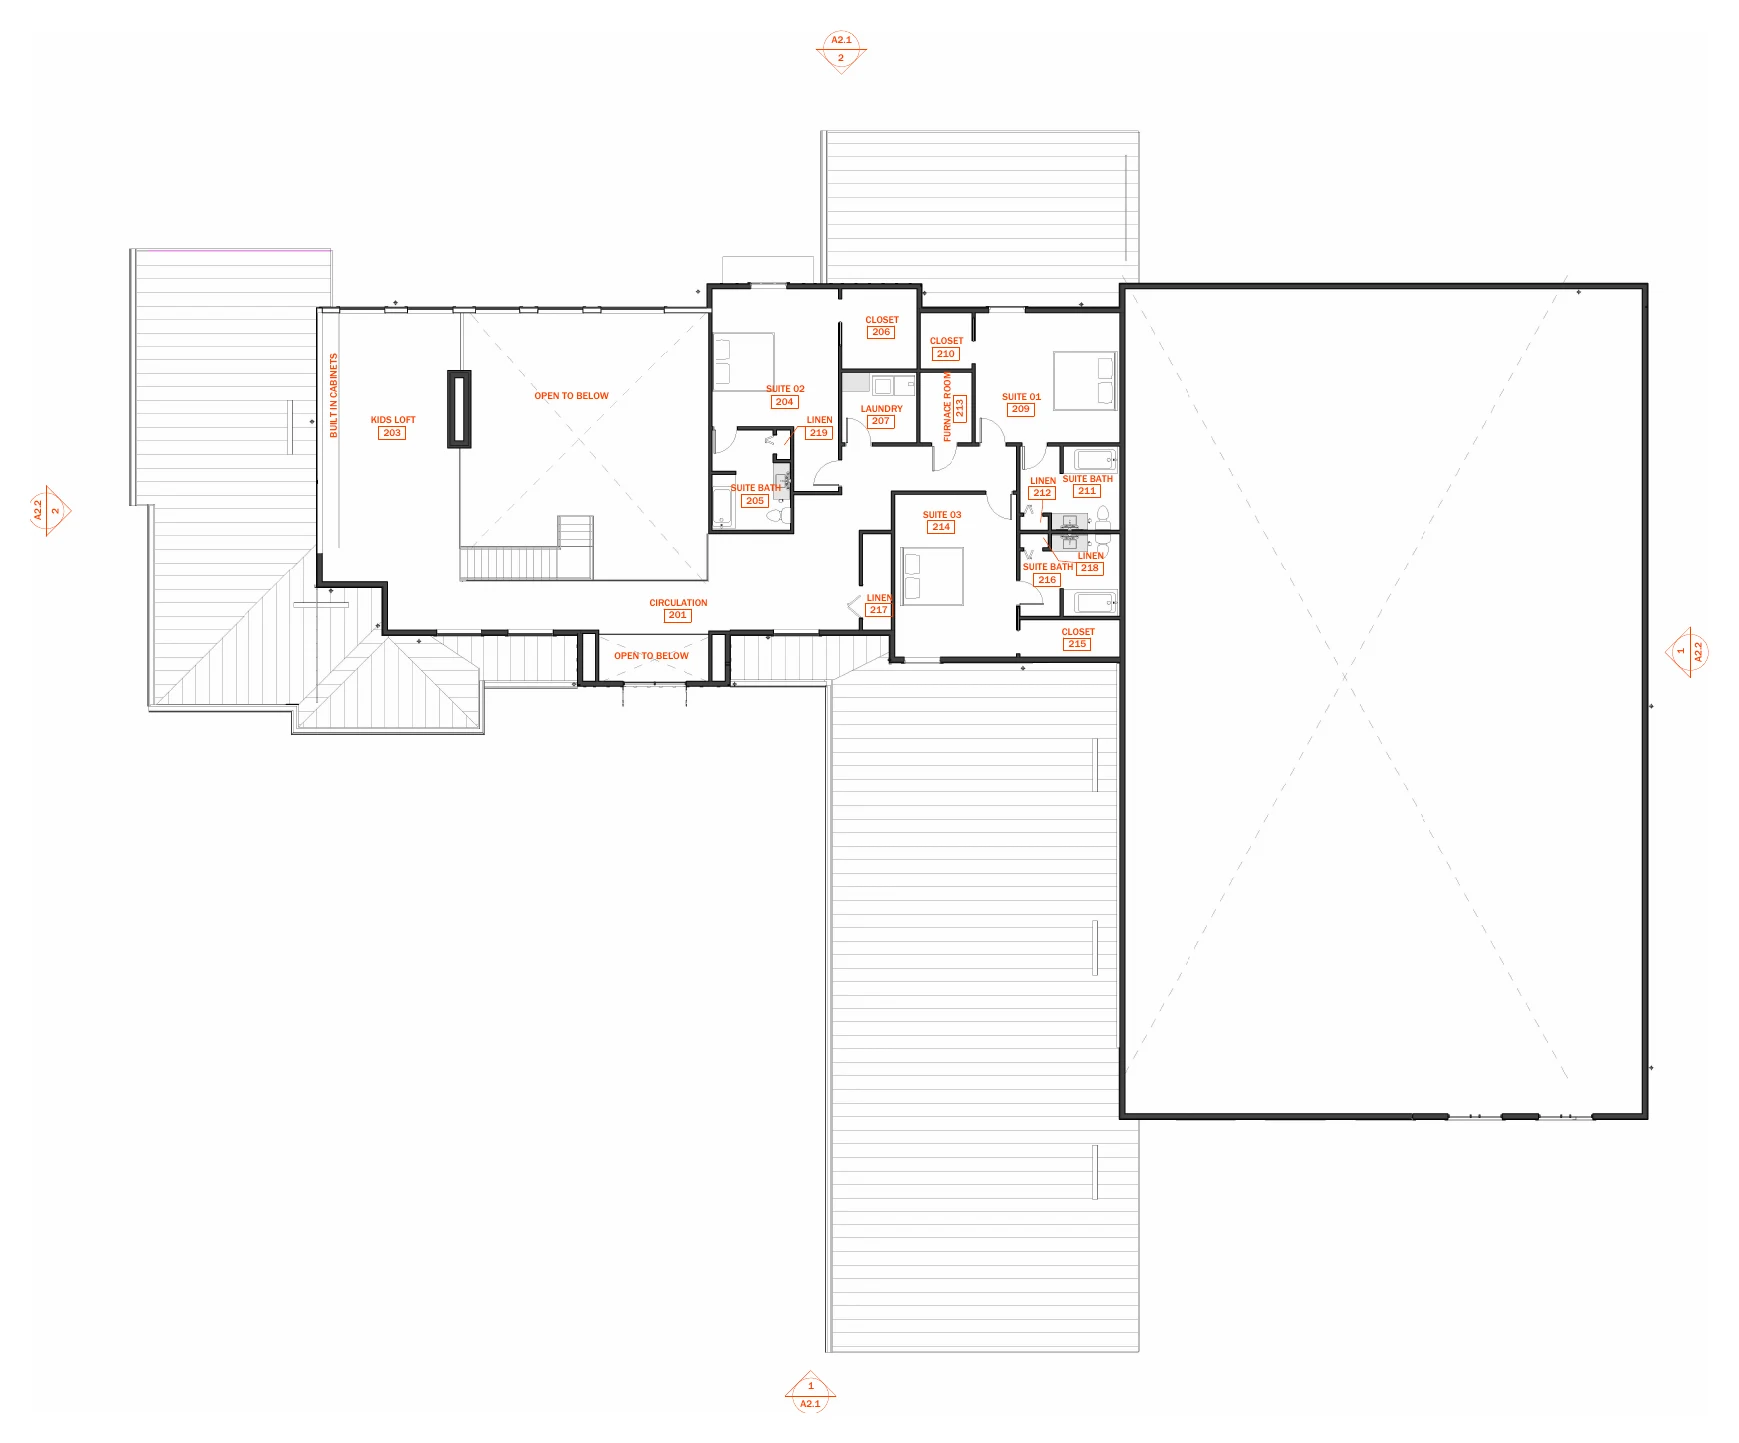 A2.1
2
CLOSET
206
CLOSET
210
BUILT IN CABINETS
OPEN TO BELOW
SUITE 02
204
KIDS LOFT
203
LINEN
219
LAUNDRY
207
FURNACE ROOM
213
SUITE 01
209
SUITE BATH
205
LINEN
212
SUITE BATH
211
A2.2
2
SUITE 03
214
LINEN
218
SUITE BATH
216
CIRCULATION
201
LINEN
217
CLOSET
215
OPEN TO BELOW
1
A2.2
1
A2.1